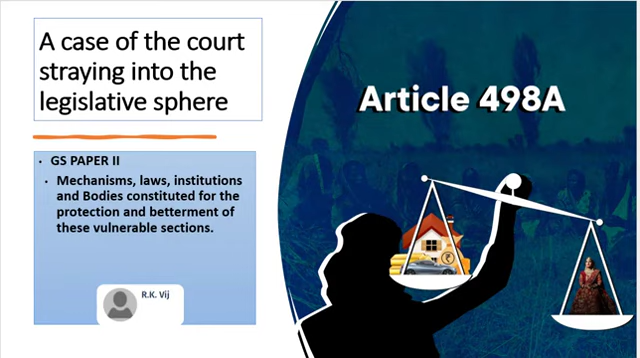 A case of the court
straying into the
legislative sphere
Article 498A
• GS PAPER II
• Mechanisms, laws, institutions
and Bodies constituted for the
protection and betterment of
these vulnerable sections.
R.K. Vij
₹